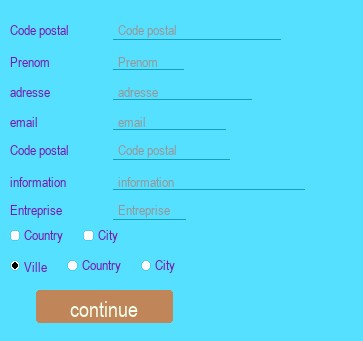 Code postal Code postal
Prenom Prenom
adresse adresse
email email
Code postal Code postal
information information
Entreprise Entreprise
Country City
Ville Country City
continue